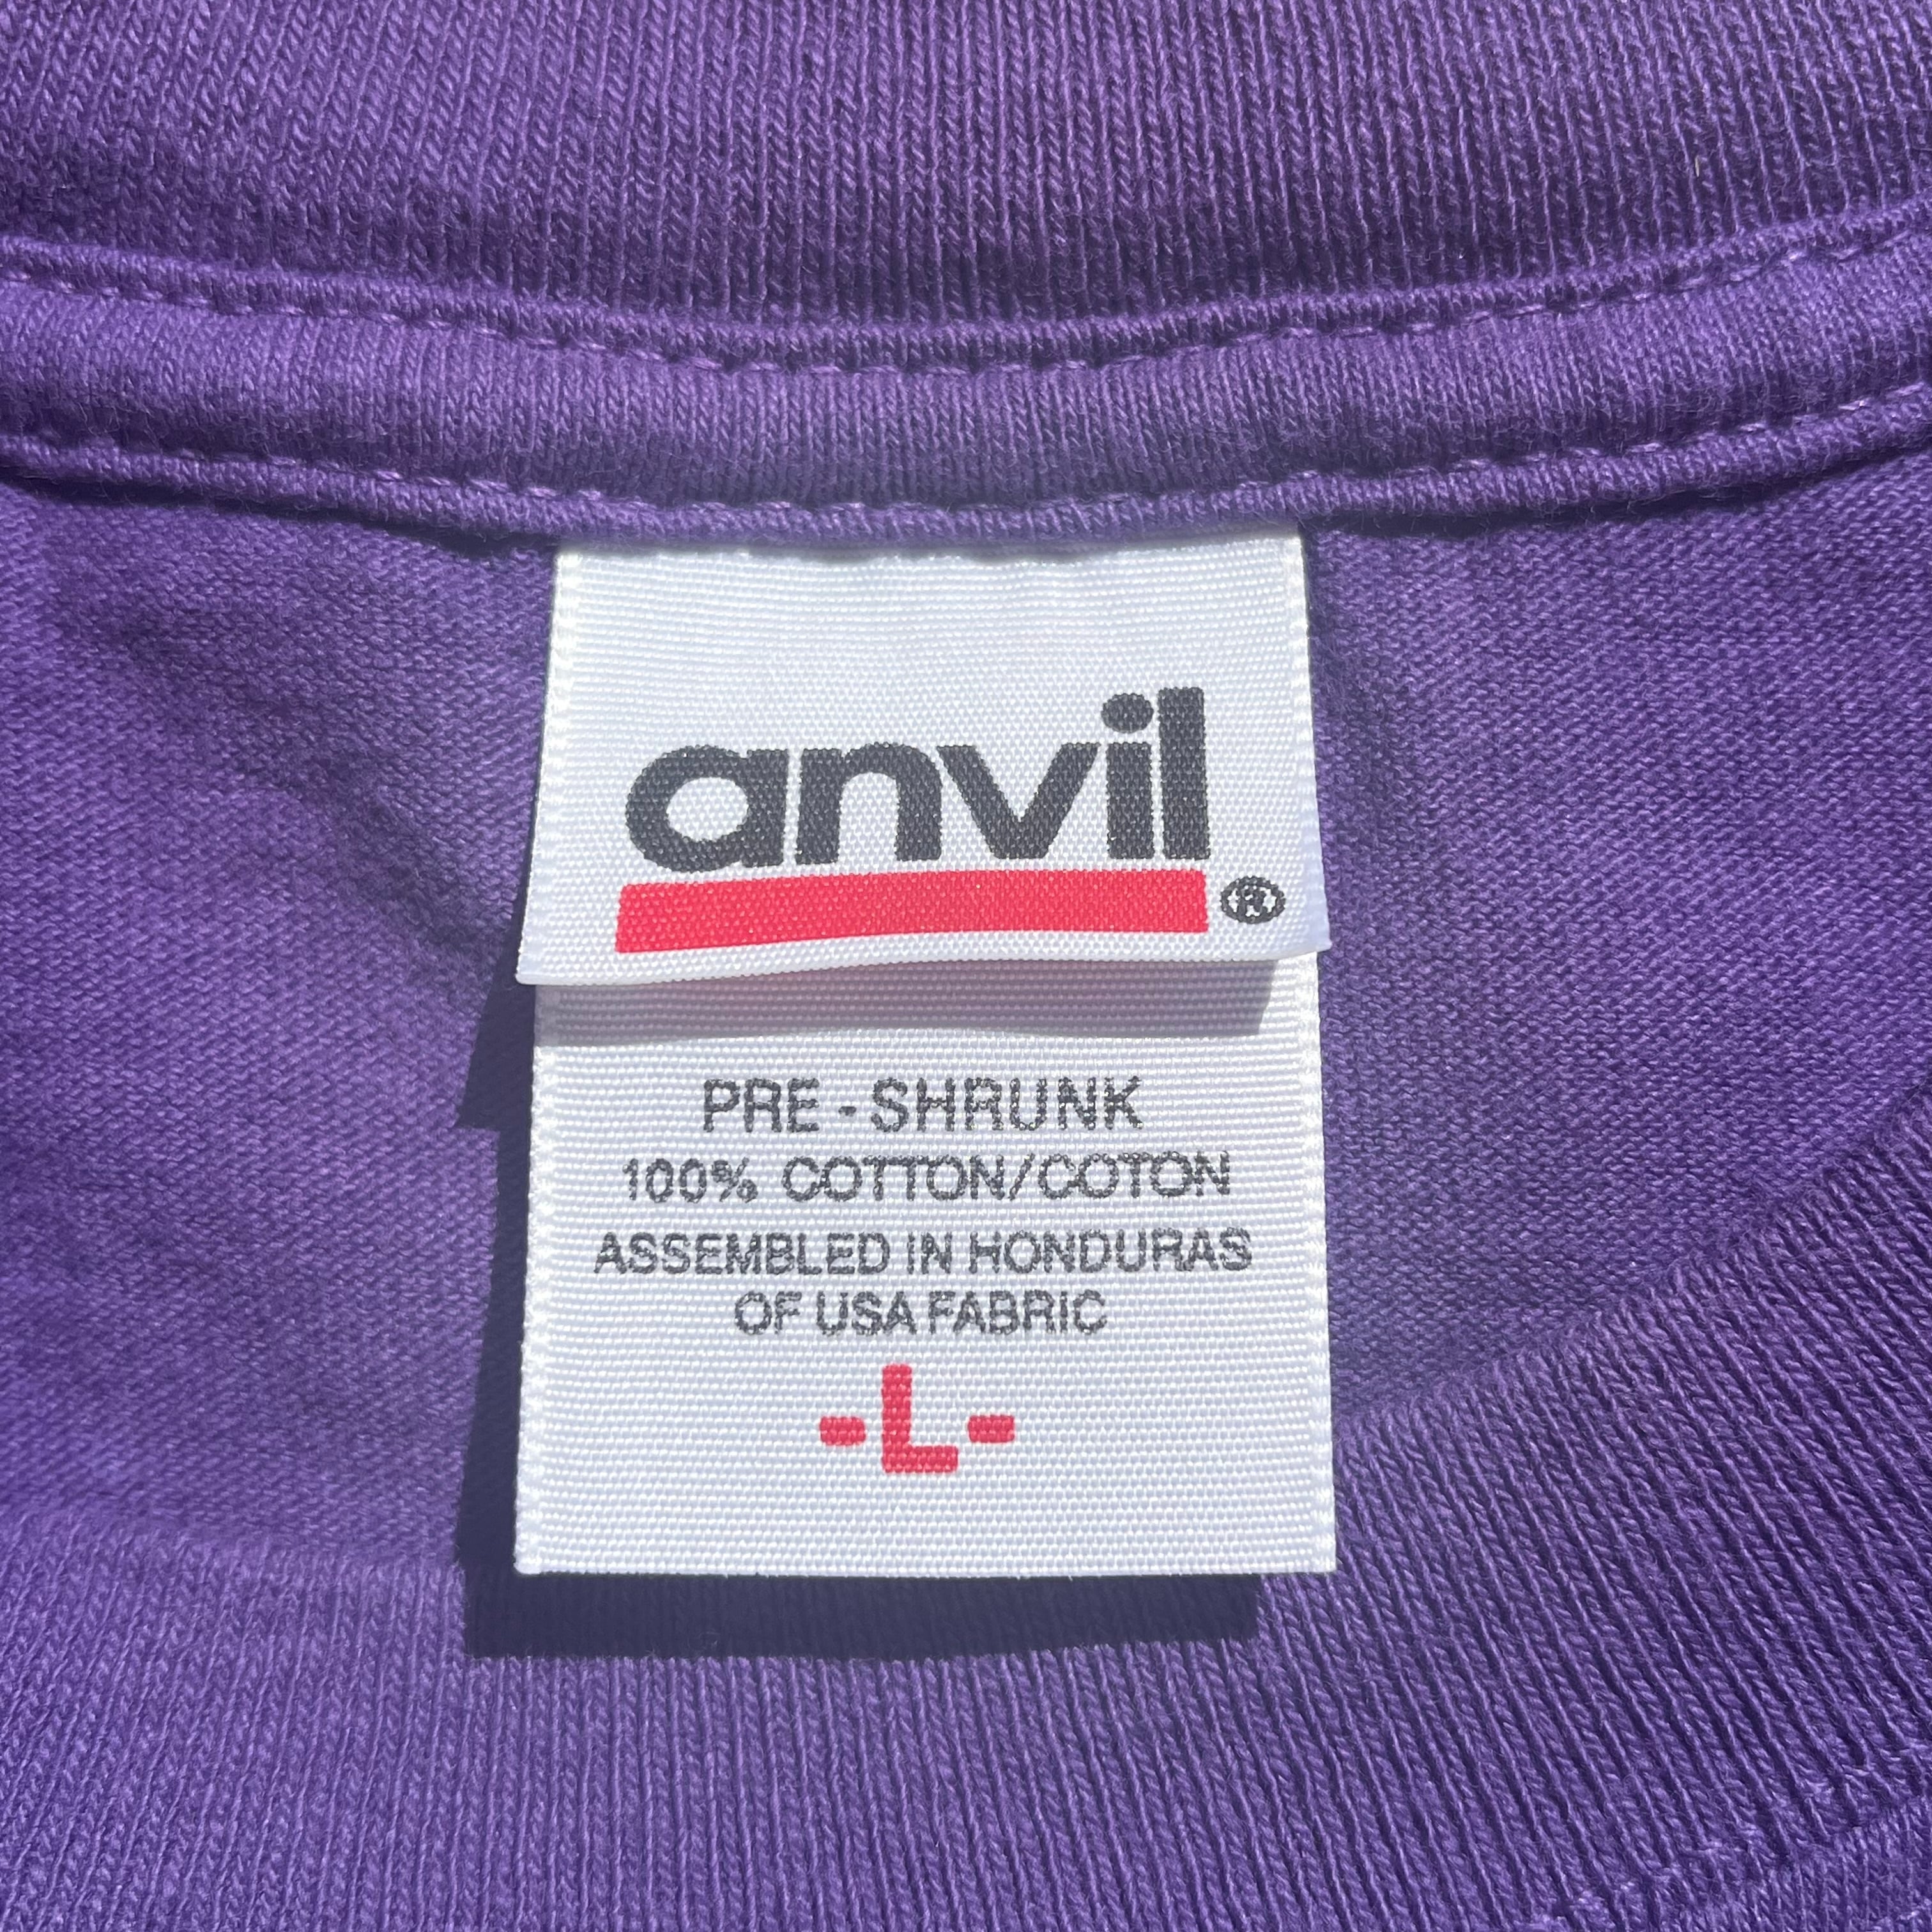 anvil®
PRE-SHRUNK
100% COTTON/COTON
ASSEMBLED IN HONDURAS
OF USA FABRIC
-L-